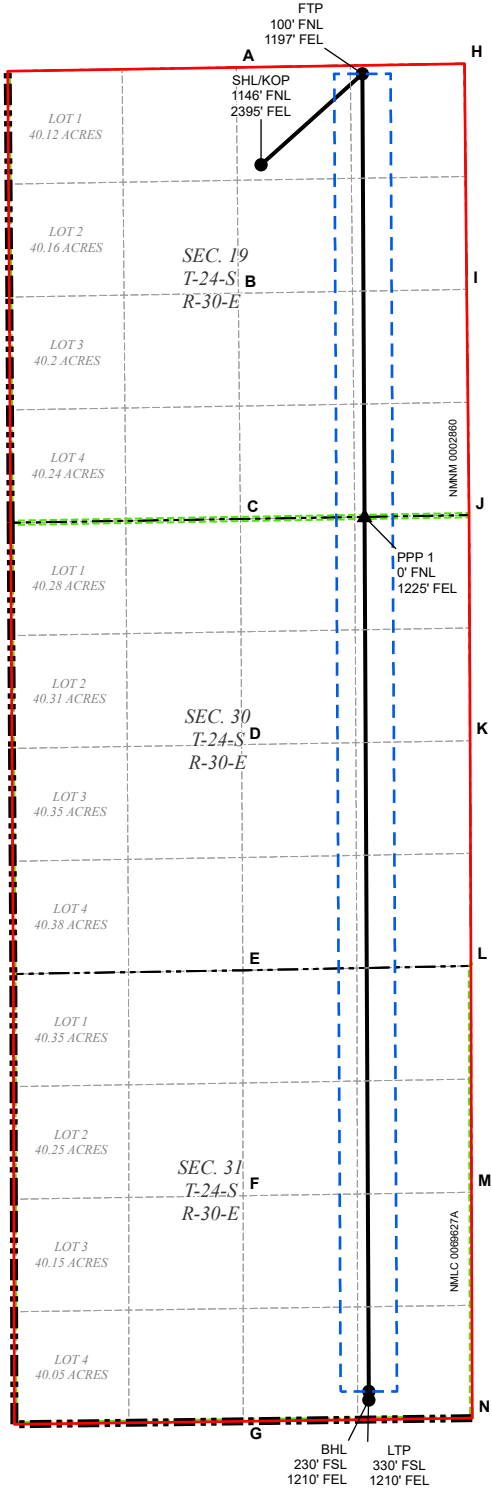 FTP
100' FNL
1197' FEL
A
H
SHL/KOP
1146' FNL
2395' FEL
LOT 1
40.12 ACRES
LOT 2
40.16 ACRES
SEC. 19
T-24-S
R-30-E
B
I
LOT 3
40.2 ACRES
LOT 4
40.24 ACRES
NMNM 0002860
C
J
PPP 1
0' FNL
1225' FEL
LOT 1
40.28 ACRES
LOT 2
40.31 ACRES
SEC. 30
T-24-S
R-30-E
D
K
LOT 3
40.35 ACRES
LOT 4
40.38 ACRES
E
L
LOT 1
40.35 ACRES
LOT 2
40.25 ACRES
SEC. 31
T-24-S
R-30-E
F
M
LOT 3
40.15 ACRES
NMLC 0069627A
LOT 4
40.05 ACRES
G
N
BHL
230' FSL
1210' FEL
LTP
330' FSL
1210' FEL